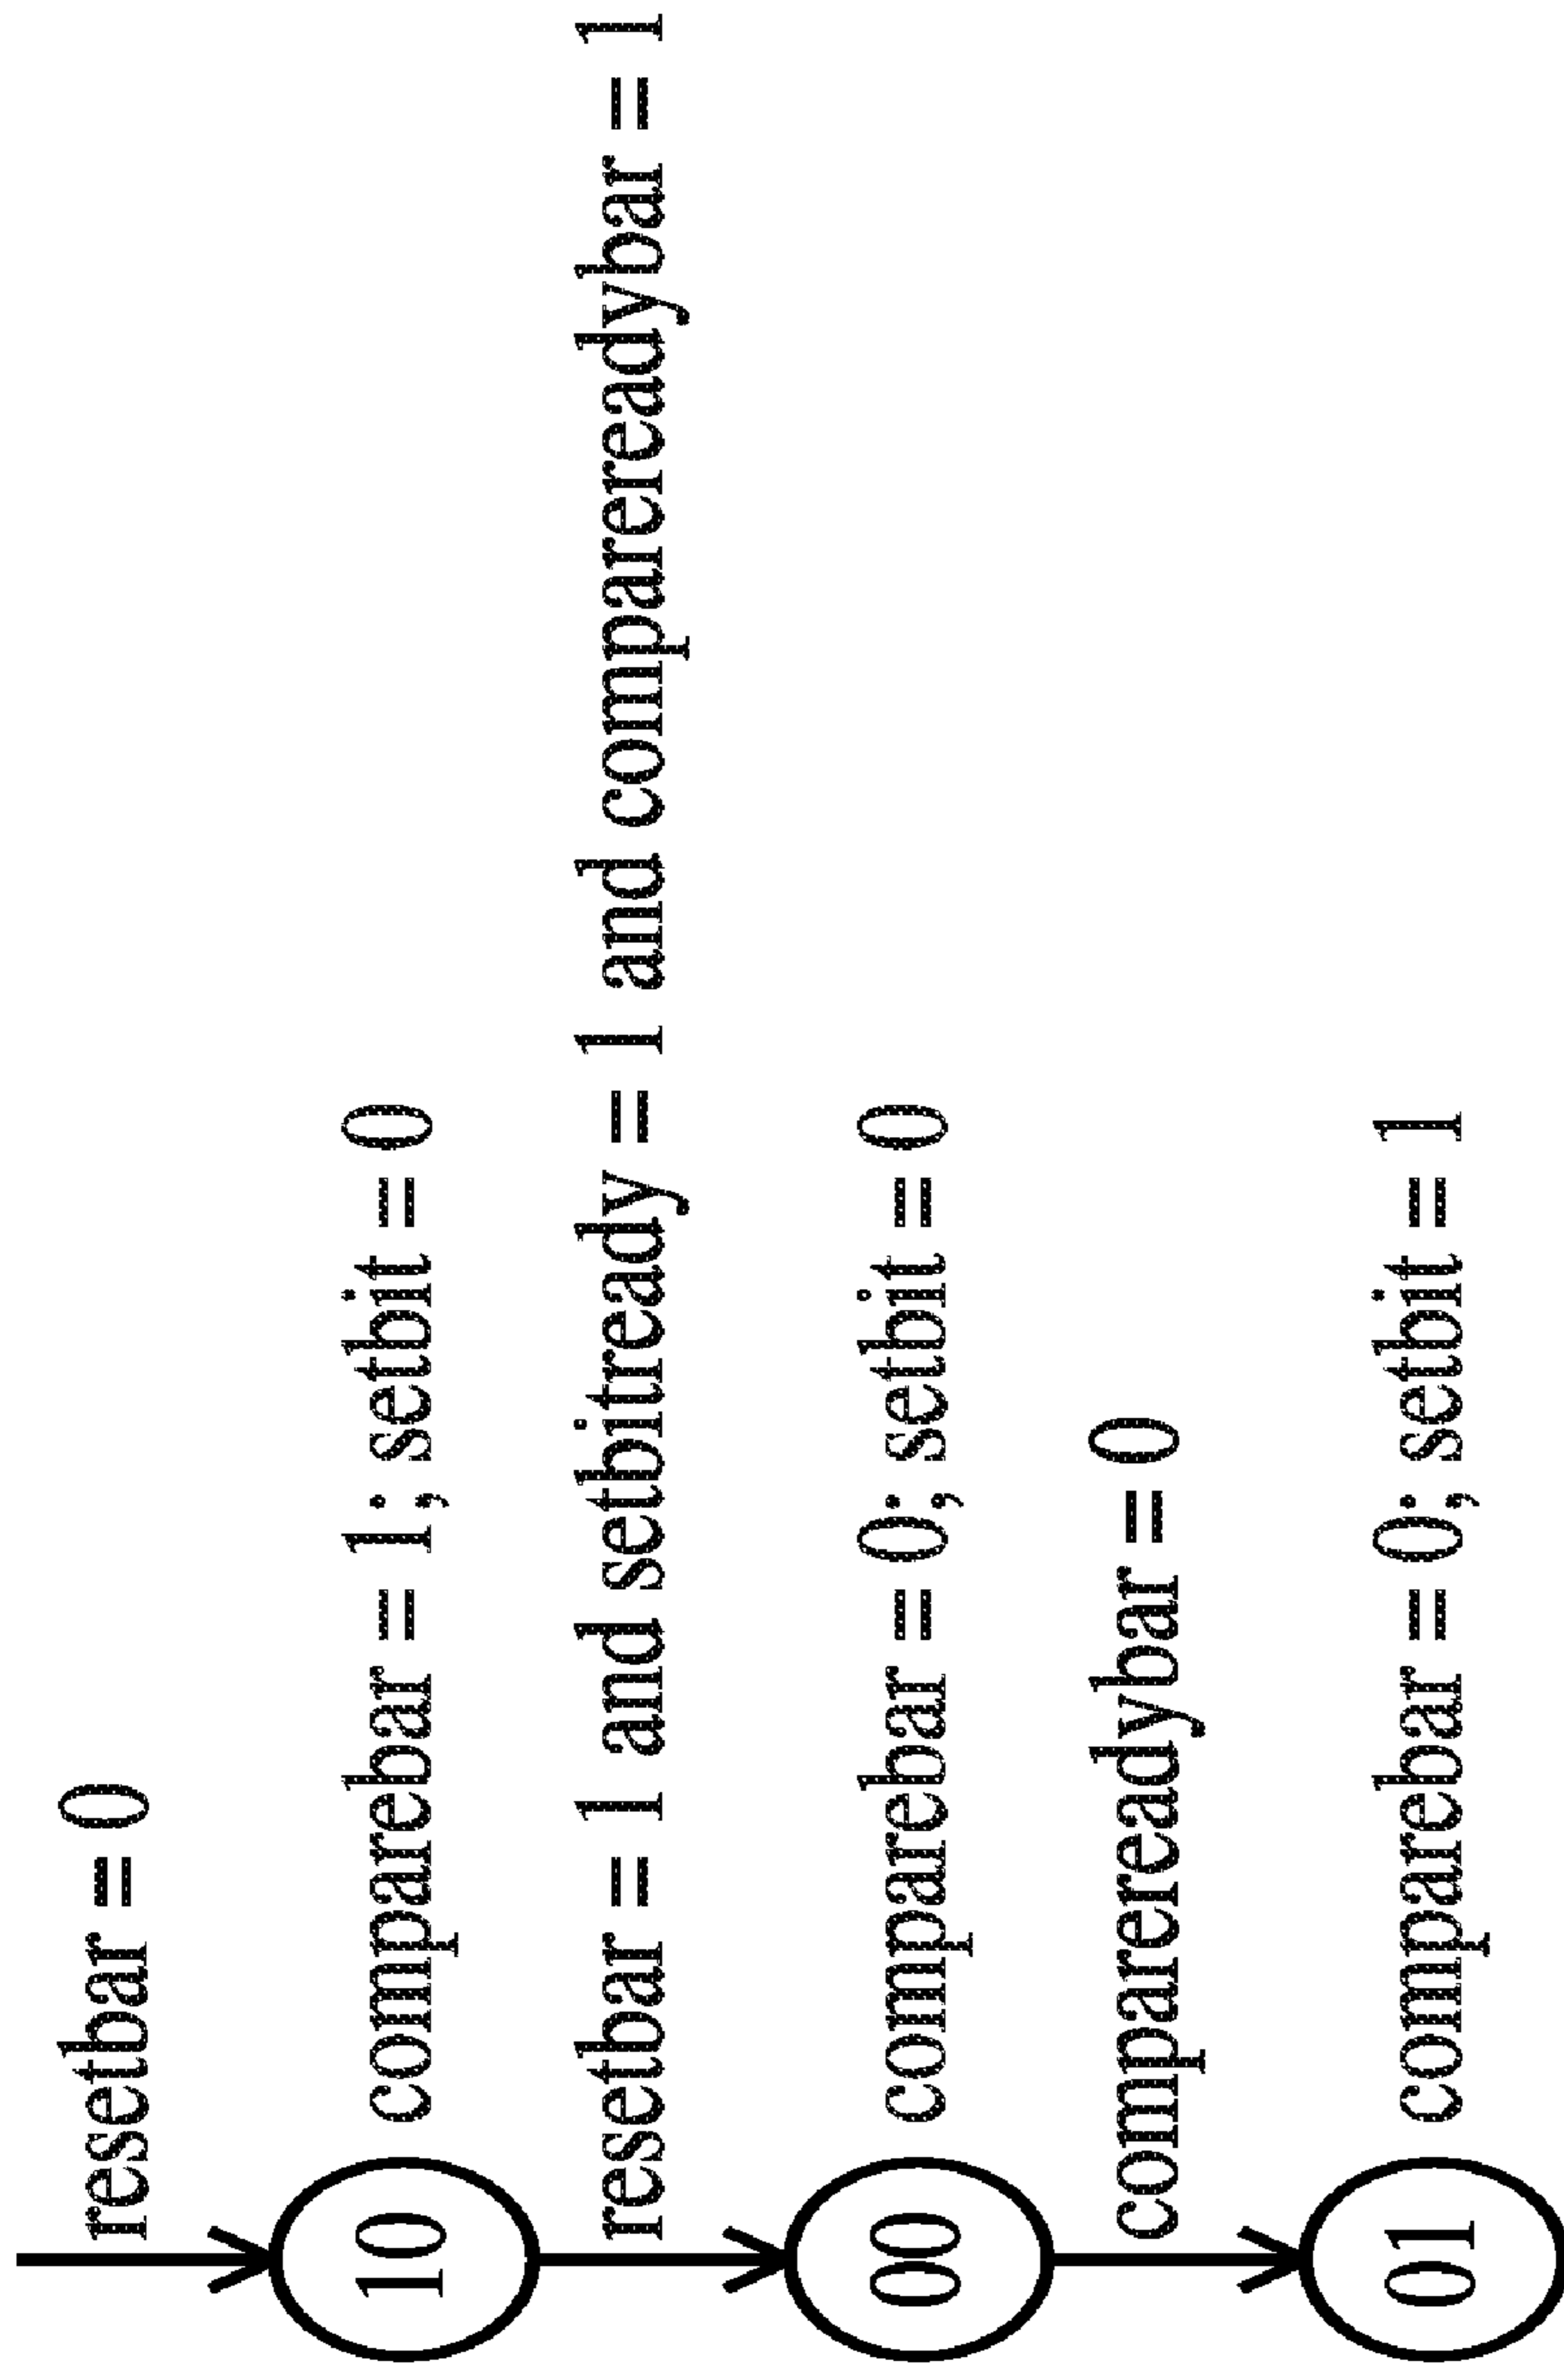 resetbar = 0
10 comparebar = 1; setbit = 0
resetbar = 1 and setbitready = 1 and comparereadybar = 1
00 comparebar = 0; setbit = 0
comparereadybar = 0
01 comparebar = 0; setbit = 1